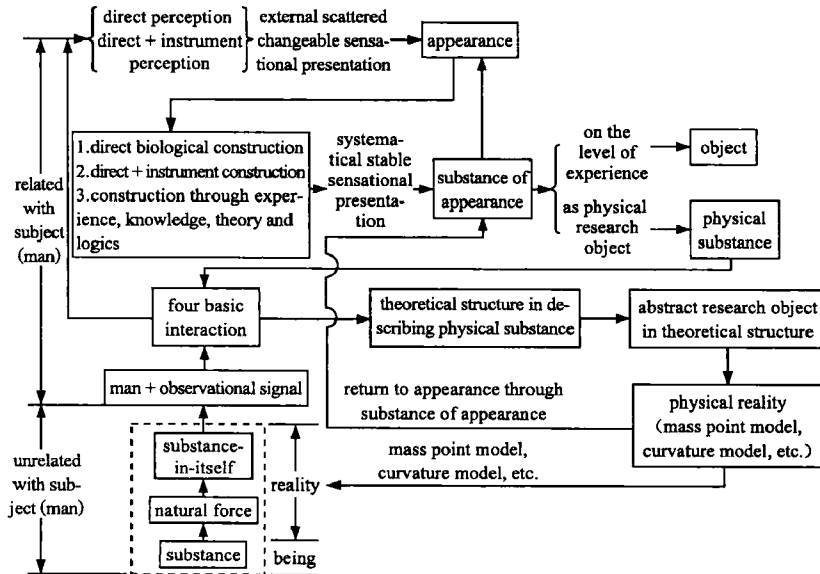 direct perception
direct + instrument
perception
external scattered
changeable sensa-
tional presentation
appearance
1.direct biological construction
2.direct + instrument construction
3.construction through exper-
ience, knowledge, theory and
logics
systema-
tical stable
sensational
presenta-
tion
substance of
appearance
on the
level of
experience
object
as physical
research
object
physical
substance
related
with
subject
(man)
four basic
interaction
theoretical structure in de-
scribing physical substance
abstract research object
in theoretical structure
man + observational signal
return to appearance through
substance of appearance
physical reality
(mass point model,
curvature model, etc.)
unrelated
with sub-
ject (man)
substance-
in-itself
natural force
substance
reality
being
mass point model,
curvature model, etc.